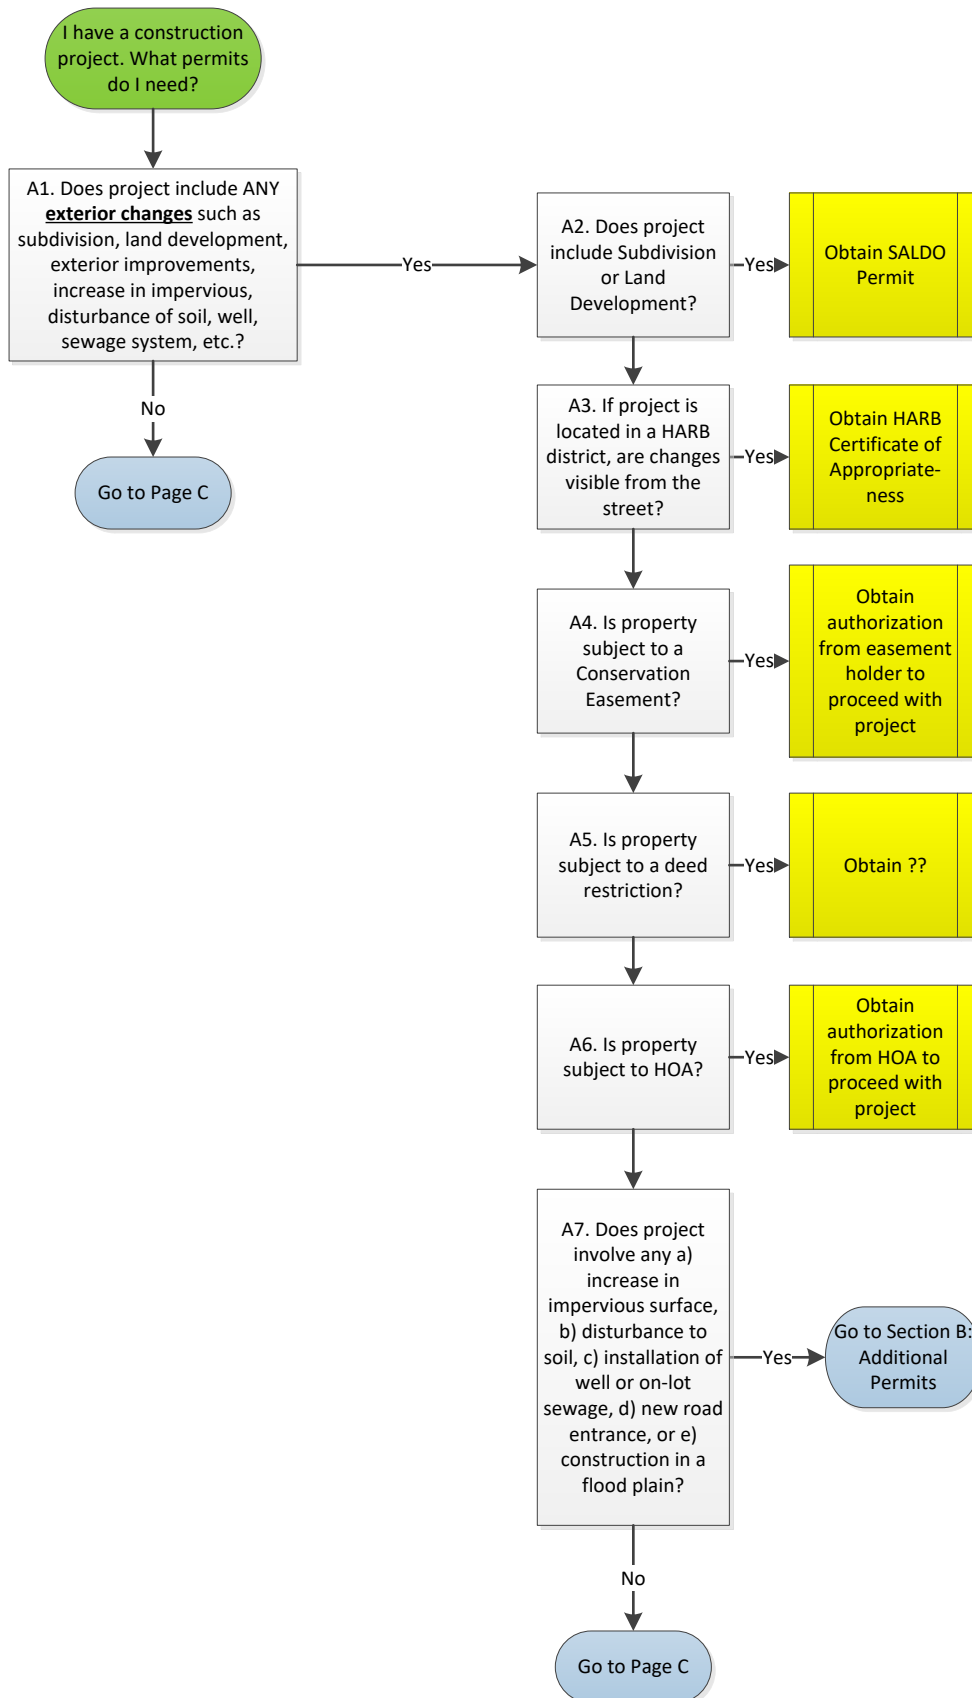 I have a construction
project. What permits
do I need?
A1. Does project include ANY
exterior changes such as
subdivision, land development,
exterior improvements,
increase in impervious,
disturbance of soil, well,
sewage system, etc.?
Yes
No
Go to Page C
A2. Does project
include Subdivision
or Land
Development?
Yes
Obtain SALDO
Permit
A3. If project is
located in a HARB
district, are changes
visible from the
street?
Yes
Obtain HARB
Certificate of
Appropriate-
ness
A4. Is property
subject to a
Conservation
Easement?
Yes
Obtain
authorization
from easement
holder to
proceed with
project
A5. Is property
subject to a deed
restriction?
Yes
Obtain ??
A6. Is property
subject to HOA?
Yes
Obtain
authorization
from HOA to
proceed with
project
A7. Does project
involve any a)
increase in
impervious surface,
b) disturbance to
soil, c) installation of
well or on-lot
sewage, d) new road
entrance, or e)
construction in a
flood plain?
Yes
Go to Section B:
Additional
Permits
No
Go to Page C